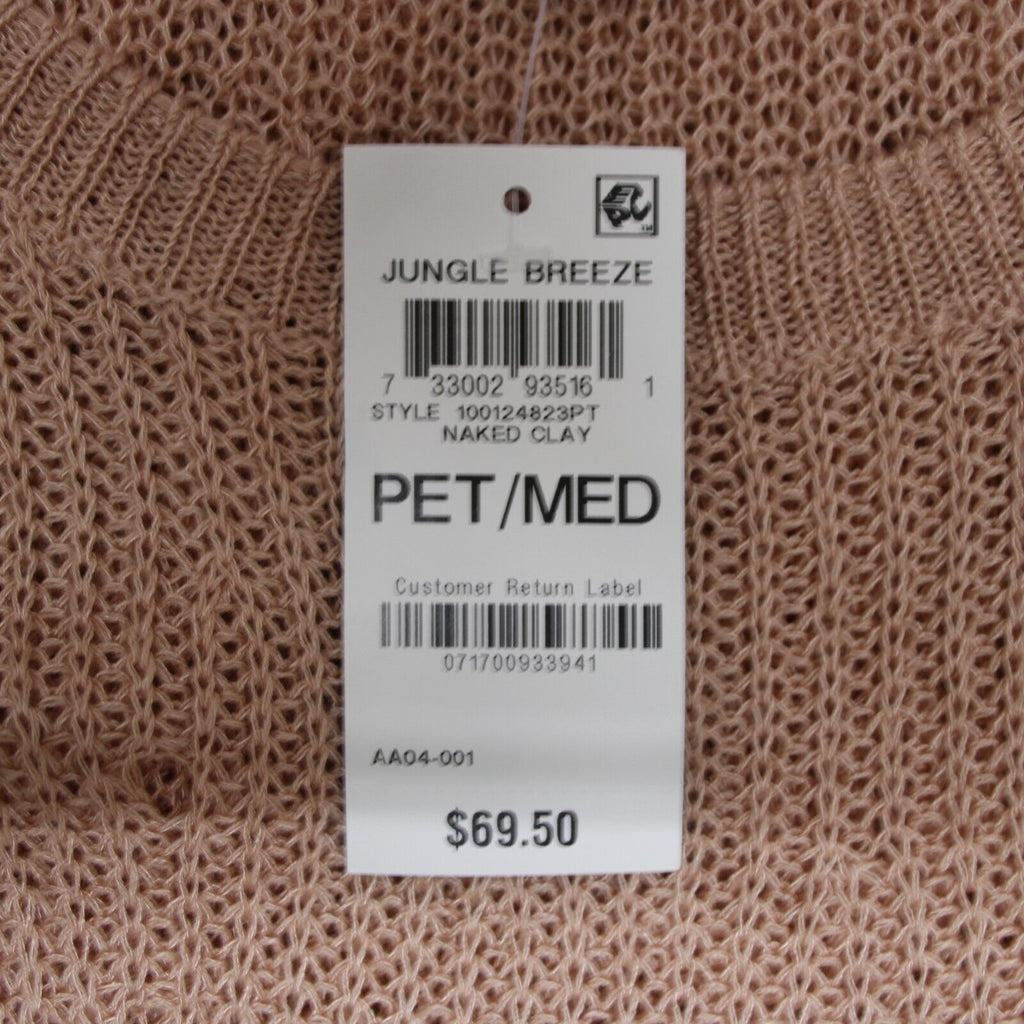 JUNGLE BREEZE
7 33002 93516 1
STYLE 100124823PT
NAKED CLAY
PET/MED
Customer Return Label
071700933941
AA04-001
$69.50